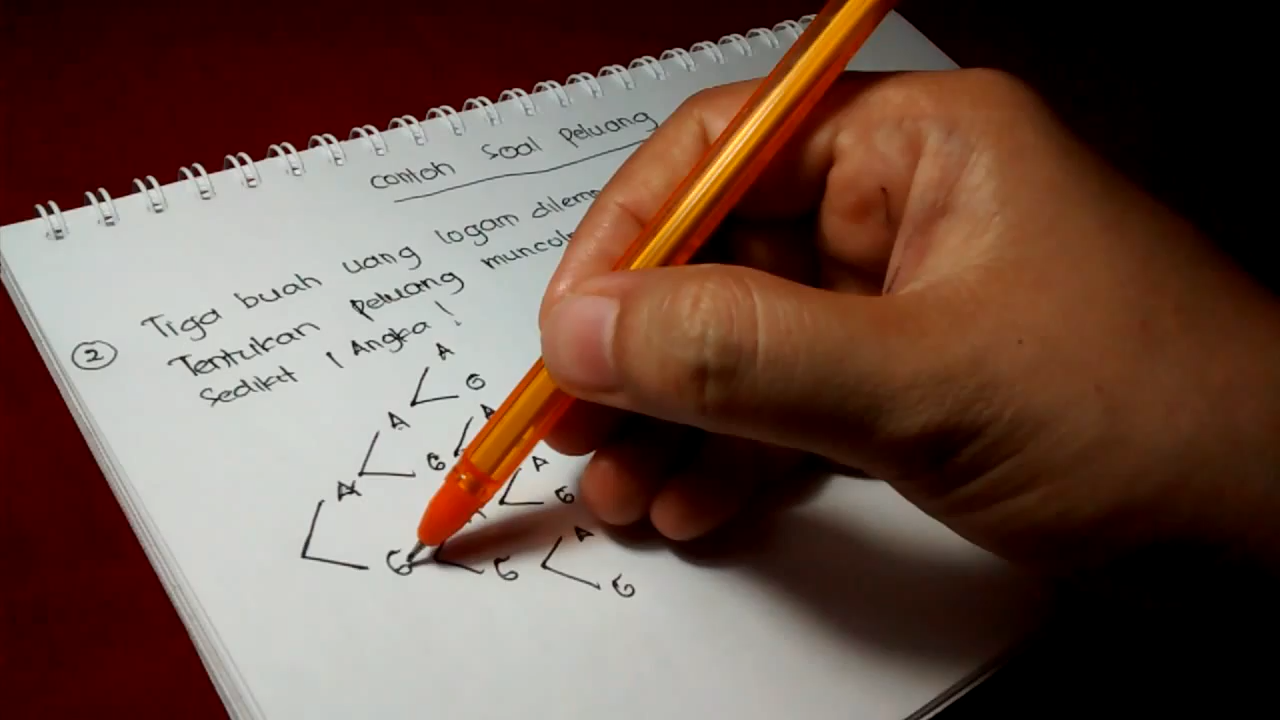 Contoh Soal Peluang
2 Tiga buah uang logam dilem
Tentukan Peluang muncul
Sedikit 1 Angka !
A
A G
A
G A
A G
G G A
G